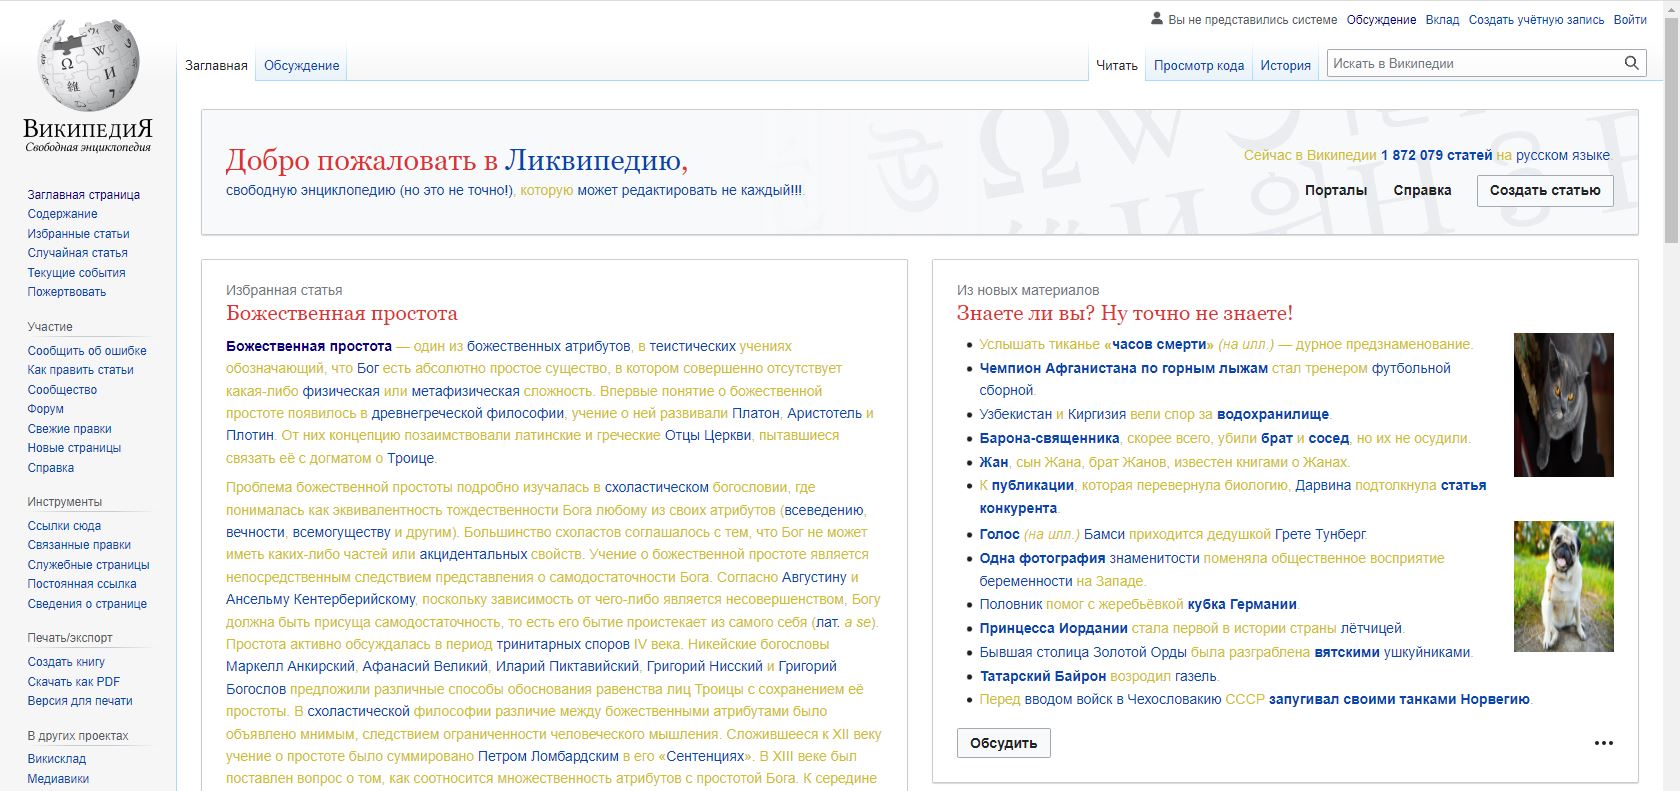 ВИКИПЕДИЯ
Свободная энциклопедия
Вы не представились системе Обсуждение Вклад Создать учётную запись Войти
Заглавная Обсуждение
Читать Просмотр кода История Искать в Википедии
Заглавная страница
Содержание
Избранные статьи
Случайная статья
Текущие события
Пожертвовать
Участие
Сообщить об ошибке
Как править статьи
Сообщество
Форум
Свежие правки
Новые страницы
Справка
Инструменты
Ссылки сюда
Связанные правки
Служебные страницы
Постоянная ссылка
Сведения о странице
Печать/экспорт
Создать книгу
Скачать как PDF
Версия для печати
В других проектах
Викисклад
Медиавики
Добро пожаловать в Ликвипедию,
свободную энциклопедию (но это не точно!), которую может редактировать не каждый!!!.
Сейчас в Википедии 1 872 079 статей на русском языке.
Порталы Справка Создать статью
Избранная статья
Божественная простота
Божественная простота — один из божественных атрибутов, в теистических учениях
обозначающий, что Бог есть абсолютно простое существо, в котором совершенно отсутствует
какая-либо физическая или метафизическая сложность. Впервые понятие о божественной
простоте появилось в древнегреческой философии, учение о ней развивали Платон, Аристотель и
Плотин. От них концепцию позаимствовали латинские и греческие Отцы Церкви, пытавшиеся
связать её с догматом о Троице.
Проблема божественной простоты подробно изучалась в схоластическом богословии, где
понималась как эквивалентность тождественности Бога любому из своих атрибутов (всеведению,
вечности, всемогуществу и другим). Большинство схоластов соглашалось с тем, что Бог не может
иметь каких-либо частей или акцидентальных свойств. Учение о божественной простоте является
непосредственным следствием представления о самодостаточности Бога. Согласно Августину и
Ансельму Кентерберийскому, поскольку зависимость от чего-либо является несовершенством, Богу
должна быть присуща самодостаточность, то есть его бытие проистекает из самого себя (лат. a se).
Простота активно обсуждалась в период тринитарных споров IV века. Никейские богословы
Маркелл Анкирский, Афанасий Великий, Иларий Пиктавийский, Григорий Нисский и Григорий
Богослов предложили различные способы обоснования равенства лиц Троицы с сохранением её
простоты. В схоластической философии различие между божественными атрибутами было
объявлено мнимым, следствием ограниченности человеческого мышления. Сложившееся к XII веку
учение о простоте было суммировано Петром Ломбардским в его «Сентенциях». В XIII веке был
поставлен вопрос о том, как соотносится множественность атрибутов с простотой Бога. К середине
Из новых материалов
Знаете ли вы? Ну точно не знаете!
Услышать тиканье «часов смерти» (на илл.) — дурное предзнаменование.
Чемпион Афганистана по горным лыжам стал тренером футбольной
сборной.
Узбекистан и Киргизия вели спор за водохранилище.
Барона-священника, скорее всего, убили брат и сосед, но их не осудили.
Жан, сын Жана, брат Жанов, известен книгами о Жанах.
К публикации, которая перевернула биологию, Дарвина подтолкнула статья
конкурента.
Голос (на илл.) Бамси приходится дедушкой Грете Тунберг.
Одна фотография знаменитости поменяла общественное восприятие
беременности на Западе.
Половник помог с жеребьёвкой кубка Германии.
Принцесса Иордании стала первой в истории страны лётчицей.
Бывшая столица Золотой Орды была разграблена вятскими ушкуйниками.
Татарский Байрон возродил газель.
Перед вводом войск в Чехословакию СССР запугивал своими танками Норвегию.
Обсудить